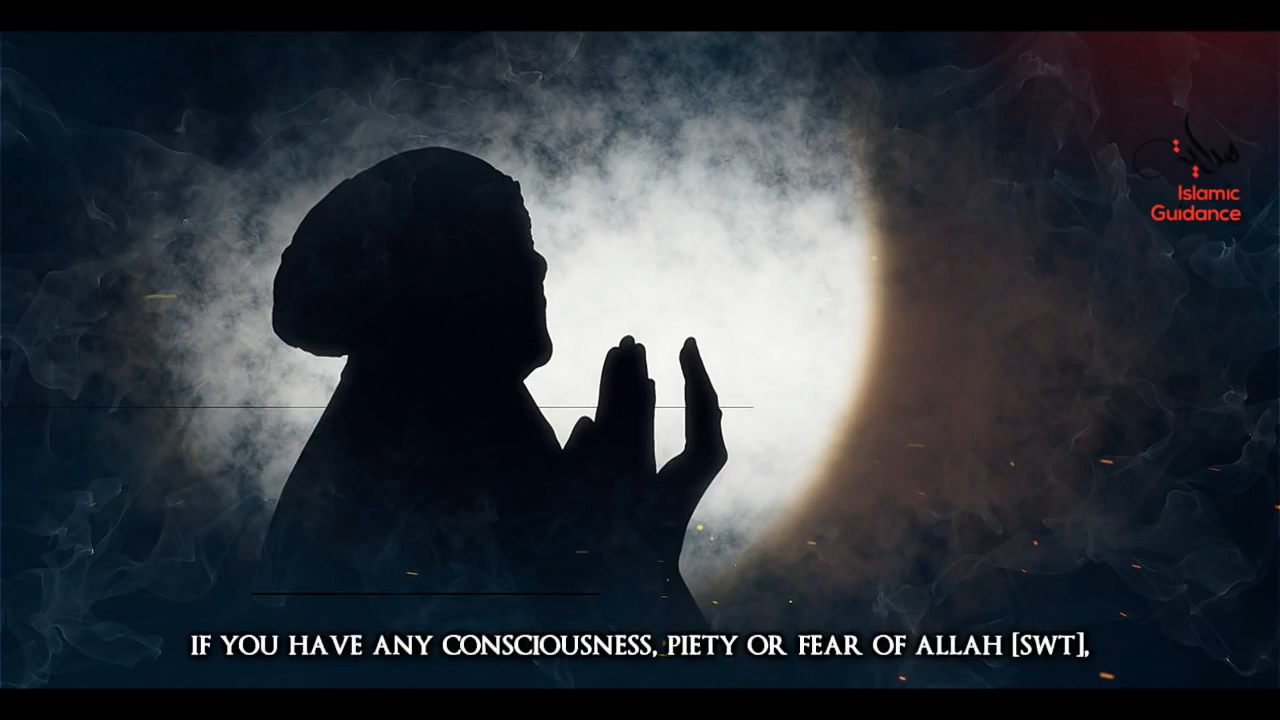 Islamic
Guidance
IF YOU HAVE ANY CONSCIOUSNESS, PIETY OR FEAR OF ALLAH [SWT],